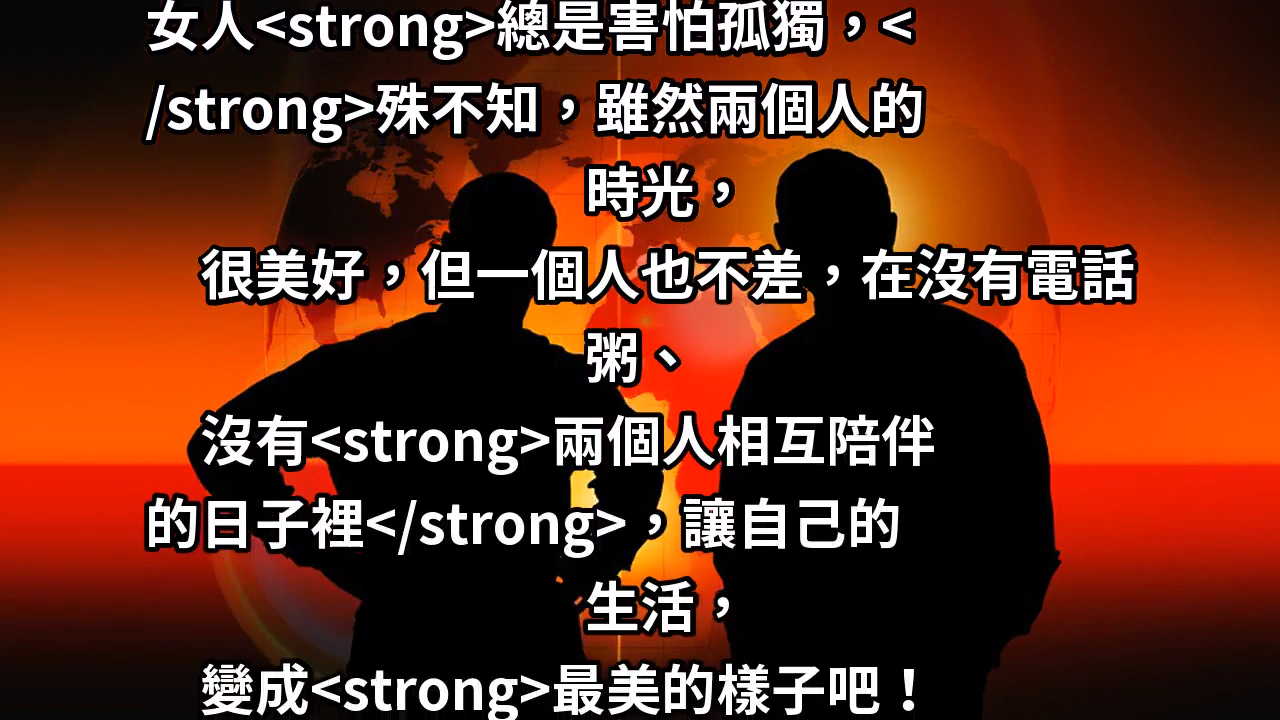 女人<strong>總是害怕孤獨，<
/strong>殊不知，雖然兩個人的
時光，
很美好，但一個人也不差，在沒有電話
粥、
沒有<strong>兩個人相互陪伴
的日子裡</strong>，讓自己的
生活，
變成<strong>最美的樣子吧！